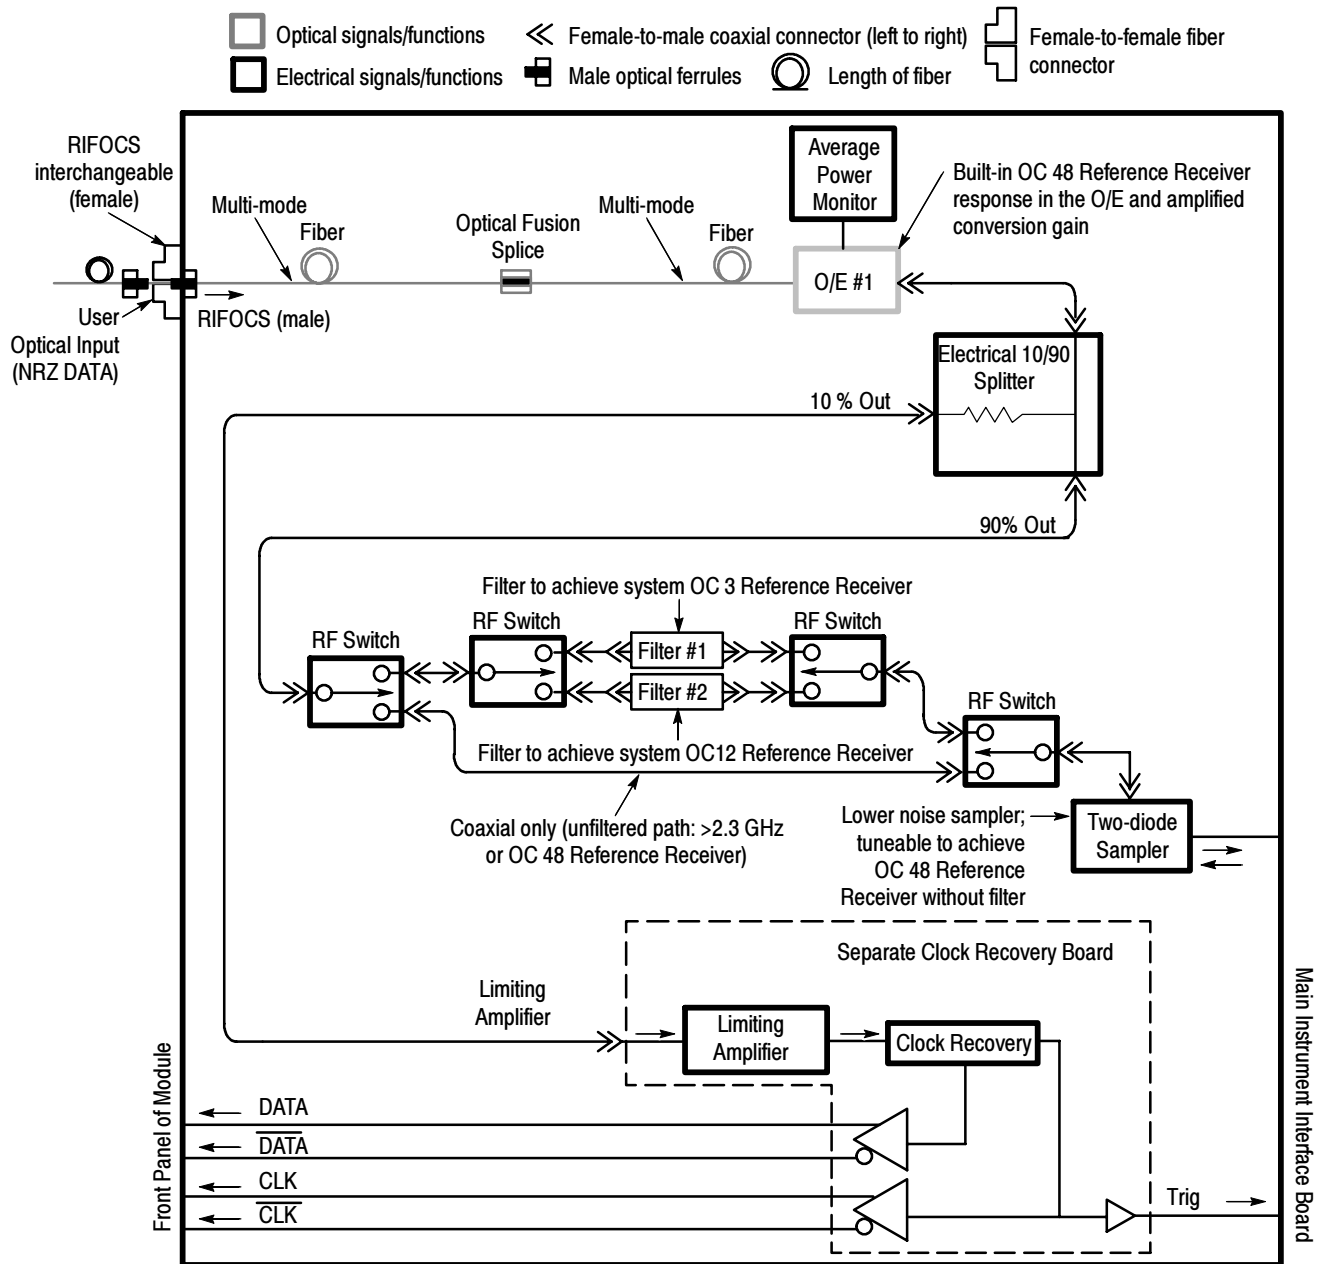 Optical signals/functions
Female-to-male coaxial connector (left to right)
Female-to-female fiber
connector
Electrical signals/functions
Male optical ferrules
Length of fiber
RIFOCS
interchangeable
(female)
Multi-mode
Fiber
Optical Fusion
Splice
Multi-mode
Fiber
Average
Power
Monitor
Built-in OC 48 Reference Receiver
response in the O/E and amplified
conversion gain
O/E #1
User
Optical Input
(NRZ DATA)
RIFOCS (male)
Electrical 10/90
Splitter
10 % Out
90% Out
Filter to achieve system OC 3 Reference Receiver
RF Switch
RF Switch
RF Switch
Filter #1
Filter #2
RF Switch
Filter to achieve system OC12 Reference Receiver
Coaxial only (unfiltered path: >2.3 GHz
or OC 48 Reference Receiver)
Lower noise sampler;
tuneable to achieve
OC 48 Reference
Receiver without filter
Two-diode
Sampler
Separate Clock Recovery Board
Limiting
Amplifier
Limiting
Amplifier
Clock Recovery
DATA
DATA
CLK
CLK
Trig
Front Panel of Module
Main Instrument Interface Board